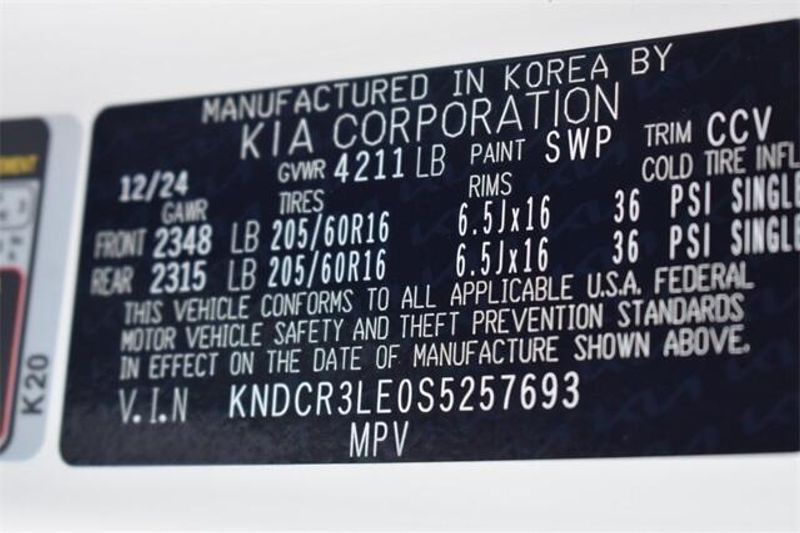 MANUFACTURED IN KOREA BY
KIA CORPORATION
12/24 GVWR 4211 LB PAINT SWP TRIM CCV
GAWR TIRES RIMS COLD TIRE INFL
FRONT 2348 LB 205/60R16 6.5Jx16 36 PSI SINGLE
REAR 2315 LB 205/60R16 6.5Jx16 36 PSI SINGLE
THIS VEHICLE CONFORMS TO ALL APPLICABLE U.S.A. FEDERAL
MOTOR VEHICLE SAFETY AND THEFT PREVENTION STANDARDS
IN EFFECT ON THE DATE OF MANUFACTURE SHOWN ABOVE.
V.I.N KNDCR3LE0S5257693
MPV
K20